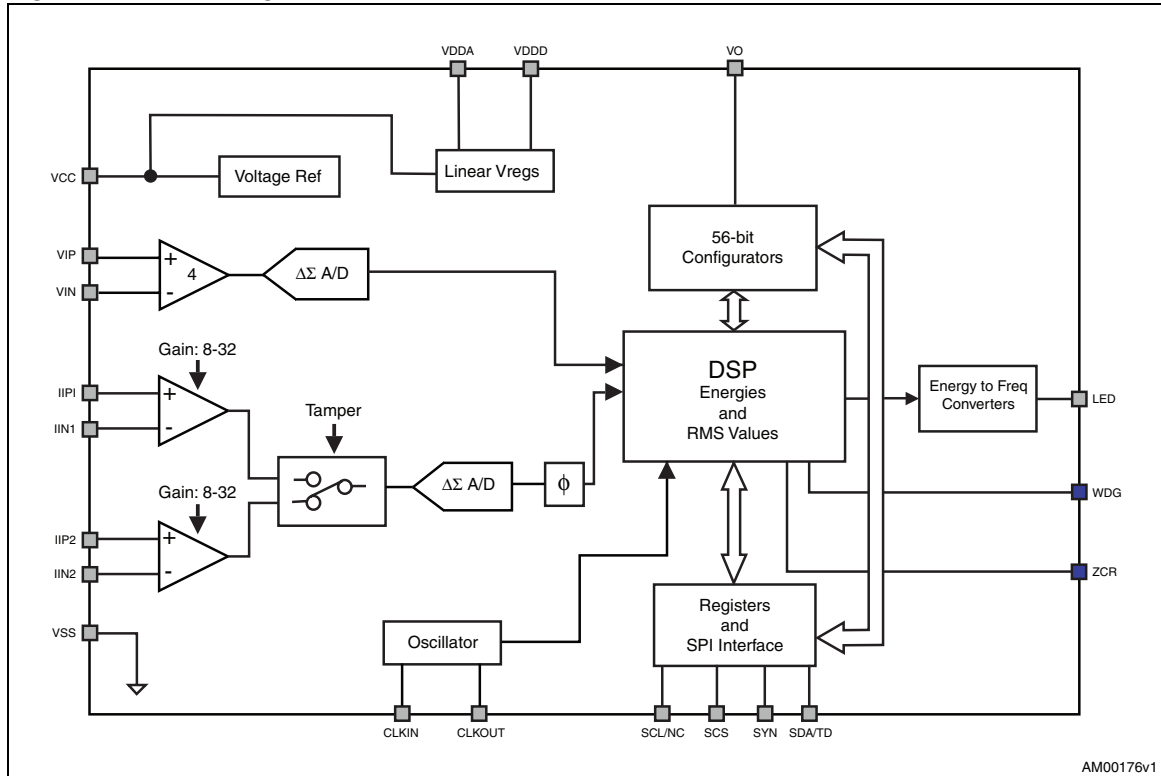 VDDA
VDDD
VO
VCC
Voltage Ref
Linear Vregs
56-bit
Configurators
VIP
VIN
+
4
-
ΔΣ A/D
Gain: 8-32
IIPI
IIN1
+
-
Tamper
DSP
Energies
and
RMS Values
Energy to Freq
Converters
LED
ΔΣ A/D
ϕ
Gain: 8-32
IIP2
IIN2
+
-
WDG
ZCR
VSS
Oscillator
Registers
and
SPI Interface
CLKIN
CLKOUT
SCL/NC
SCS
SYN
SDA/TD
AM00176v1